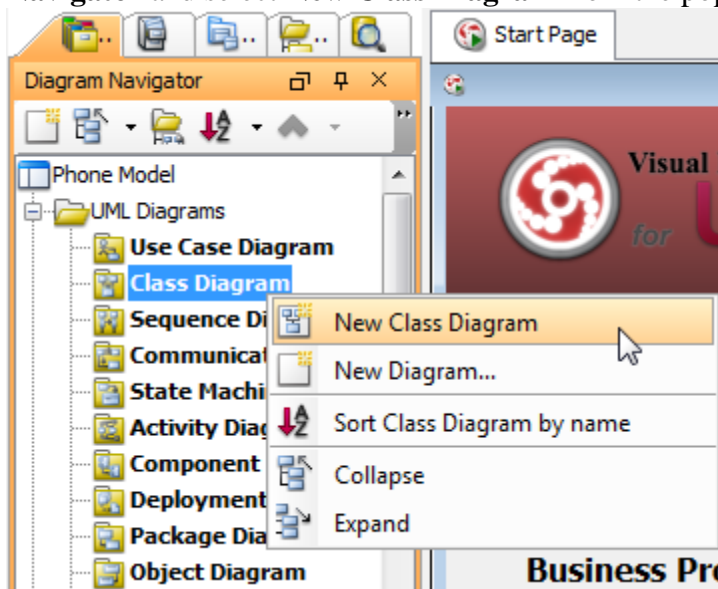 and select
Start Page
Diagram Navigator
Phone Model
Visual
UML Diagrams
for U
Use Case Diagram
Class Diagram
Sequence Di
New Class Diagram
Communicat
New Diagram...
State Machi
Activity Diag
Sort Class Diagram by name
Component
Collapse
Deployment
Expand
Package Dia
Object Diagram
Business Pro